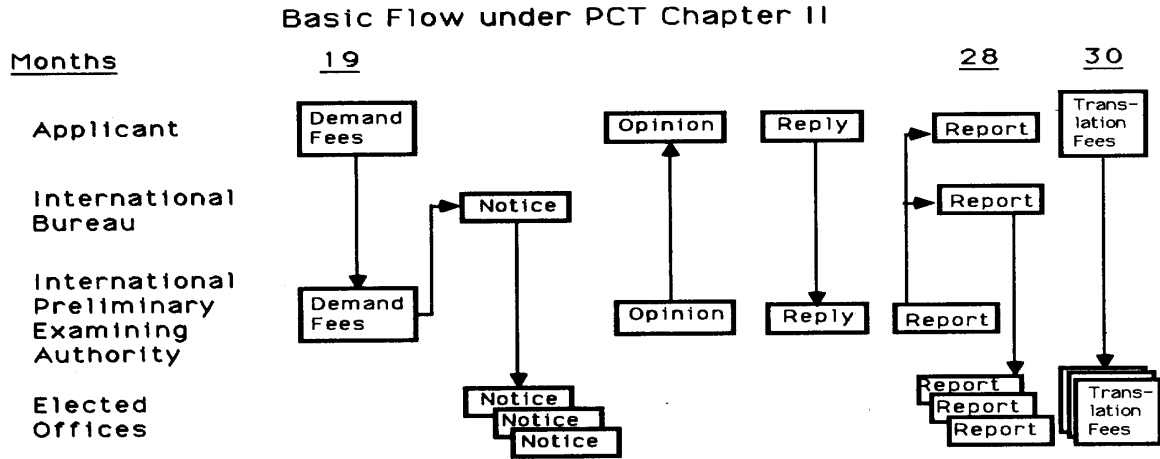 Basic Flow under PCT Chapter II
Months 19 28 30
Applicant
Demand
Fees
Opinion
Reply
Report
Trans-
lation
Fees
International
Bureau
Notice
Report
International
Preliminary
Examining
Authority
Demand
Fees
Opinion
Reply
Report
Elected
Offices
Notice
Notice
Notice
Report
Report
Report
Trans-
lation
Fees